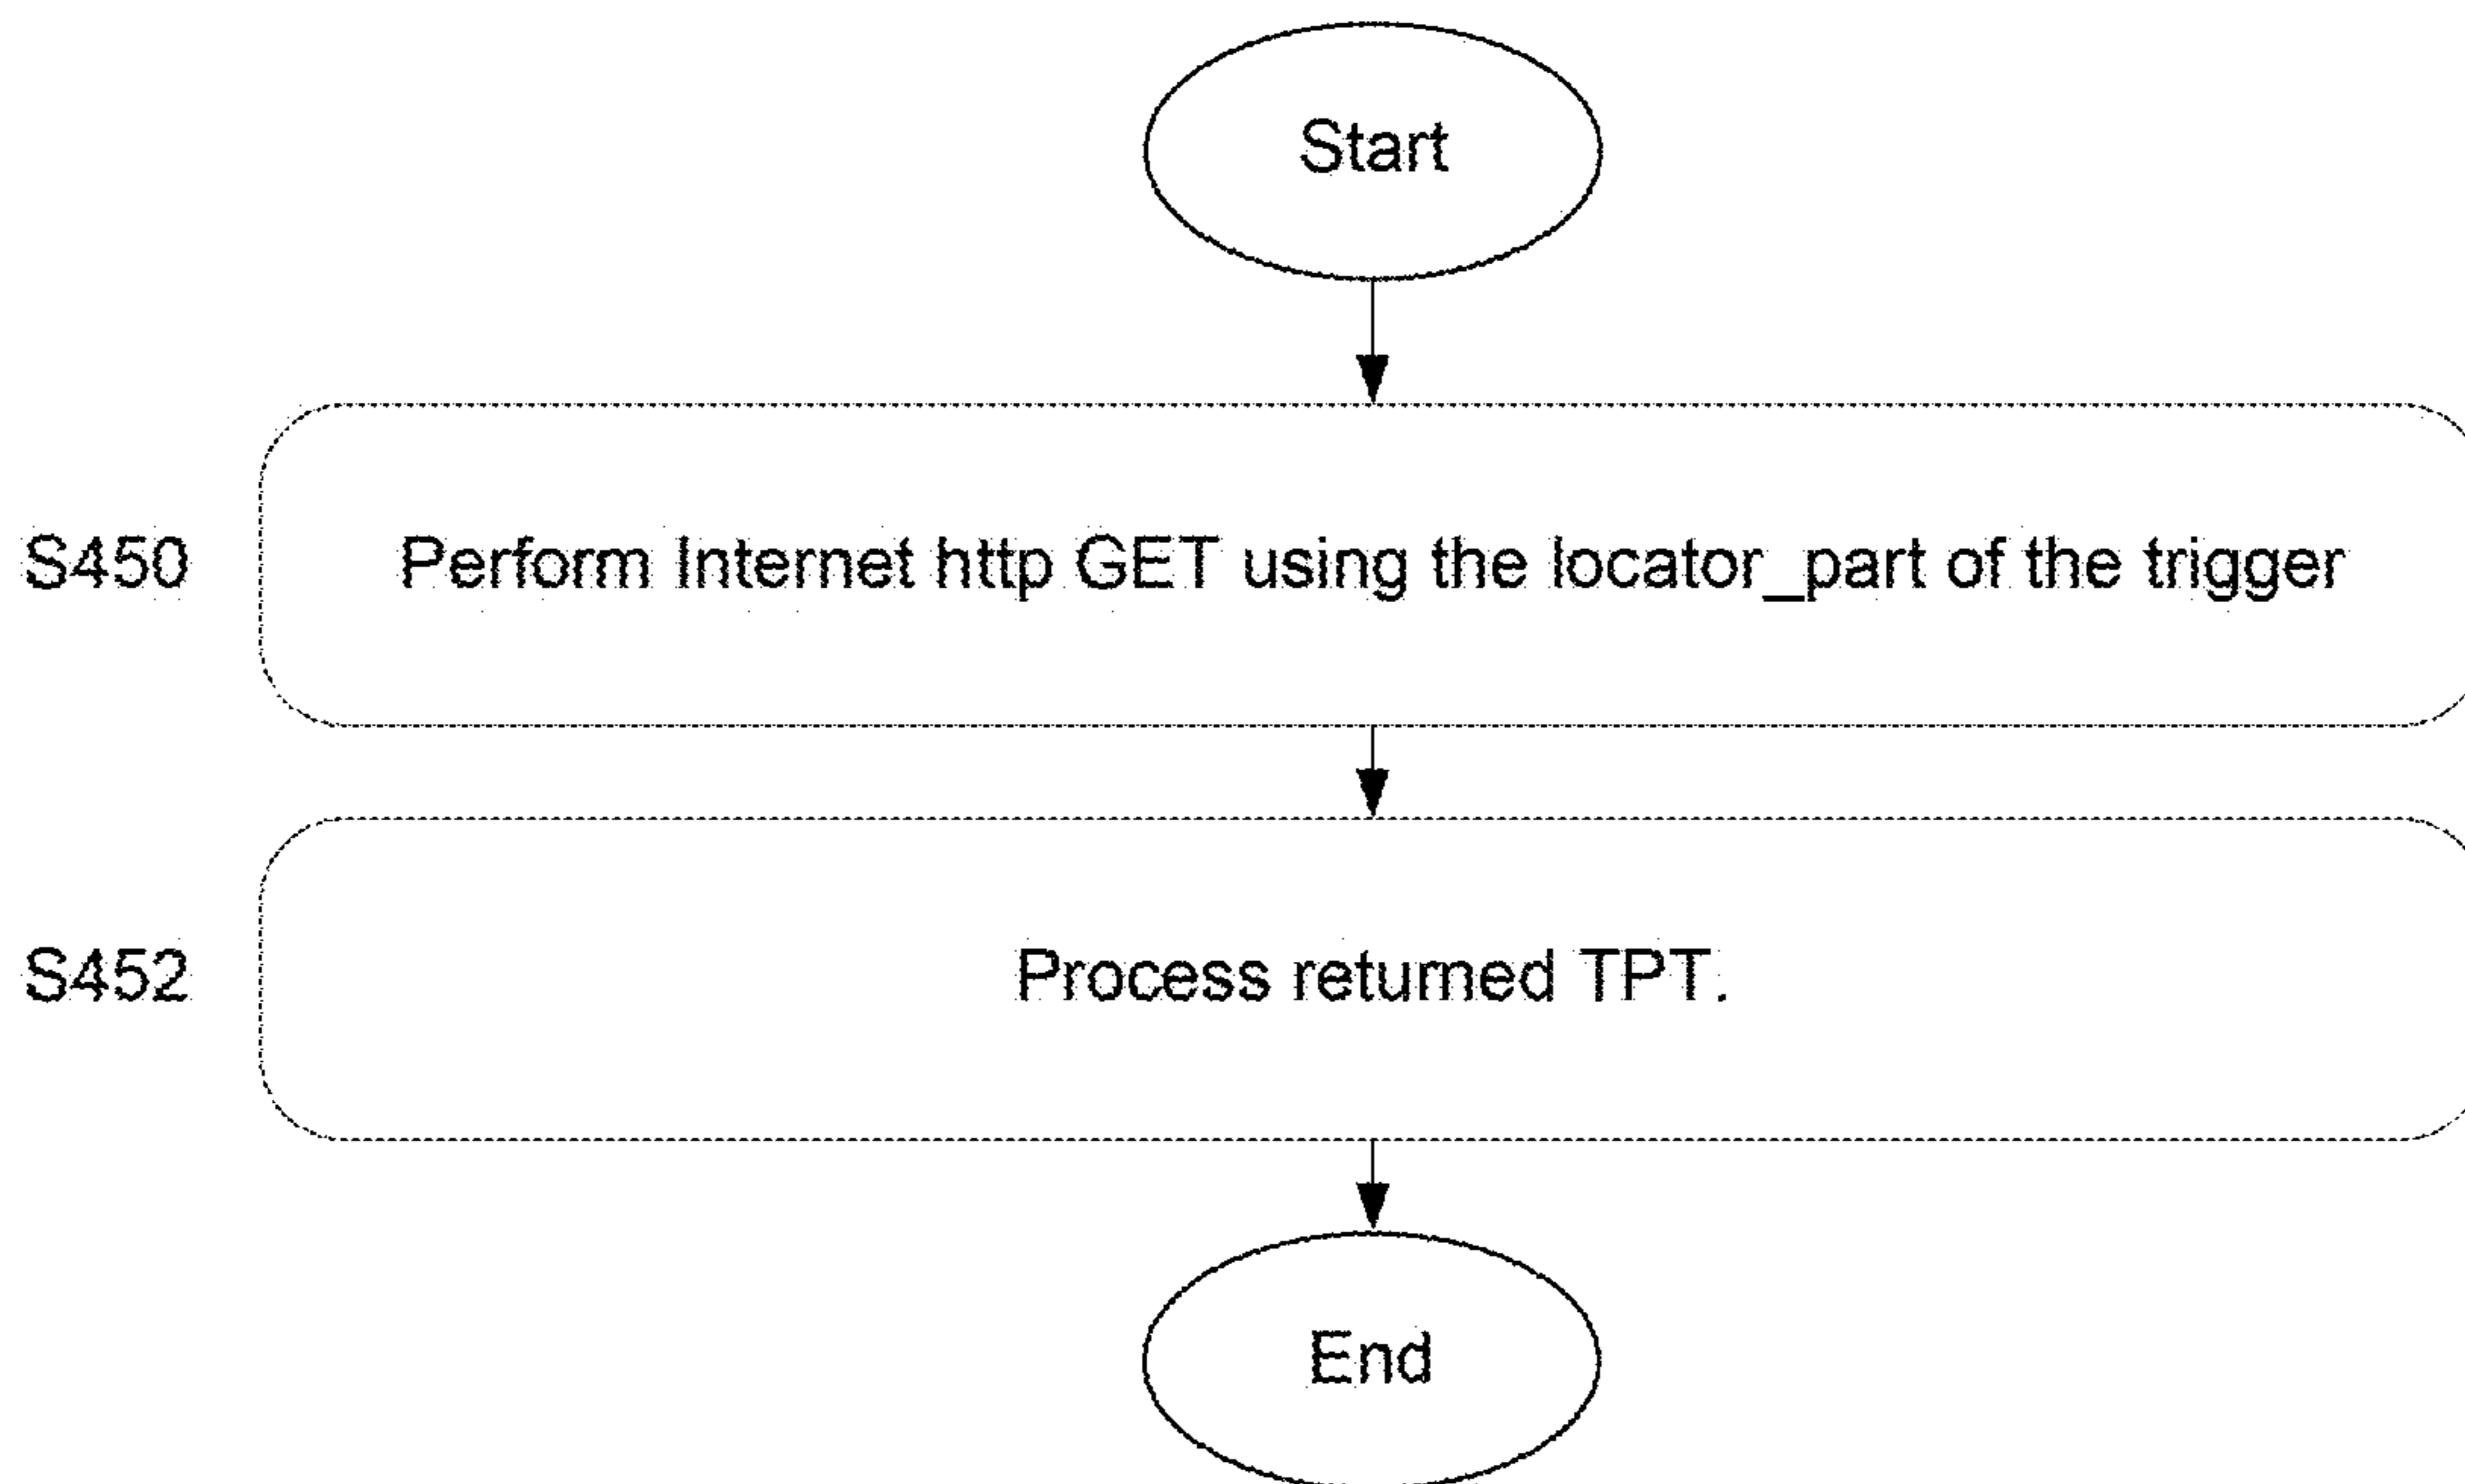 Start
S450
Perform Internet http GET using the locator_part of the trigger
S452
Process returned TPT.
End